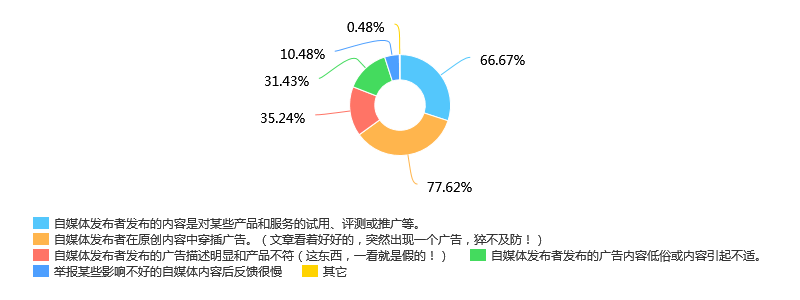 0.48%
10.48%
66.67%
31.43%
35.24%
77.62%
自媒体发布者发布的内容是对某些产品和服务的试用、评测或推广等。
自媒体发布者在原创内容中穿插广告。（文章看着好好的，突然出现一个广告，猝不及防！）
自媒体发布者发布的广告描述明显和产品不符（这东西，一看就是假的！） 自媒体发布者发布的广告内容低俗或内容引起不适。
举报某些影响不好的自媒体内容后反馈很慢 其它